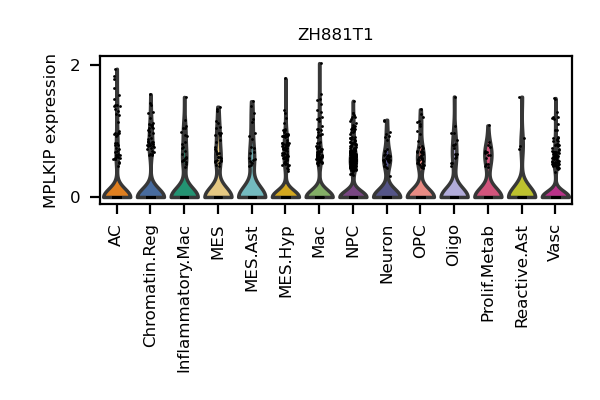 ZH881T1
MPLKIP expression
2
0
AC
Chromatin.Reg
Inflammatory.Mac
MES
MES.Ast
MES.Hyp
Mac
NPC
Neuron
OPC
Oligo
Prolif.Metab
Reactive.Ast
Vasc